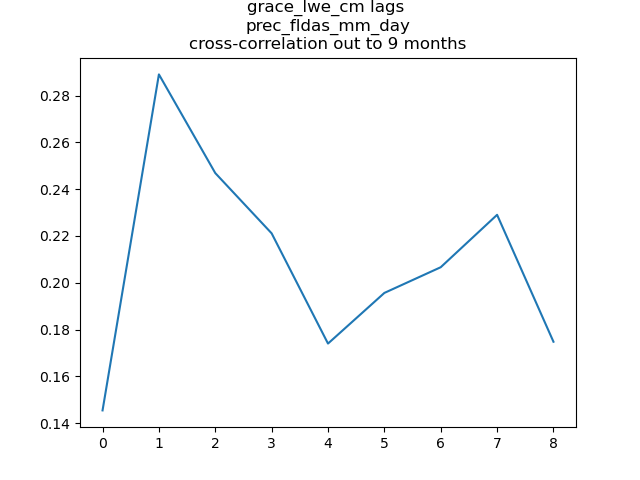 grace_lwe_cm lags
prec_fldas_mm_day
cross-correlation out to 9 months
0.28
0.26
0.24
0.22
0.20
0.18
0.16
0.14
0 1 2 3 4 5 6 7 8